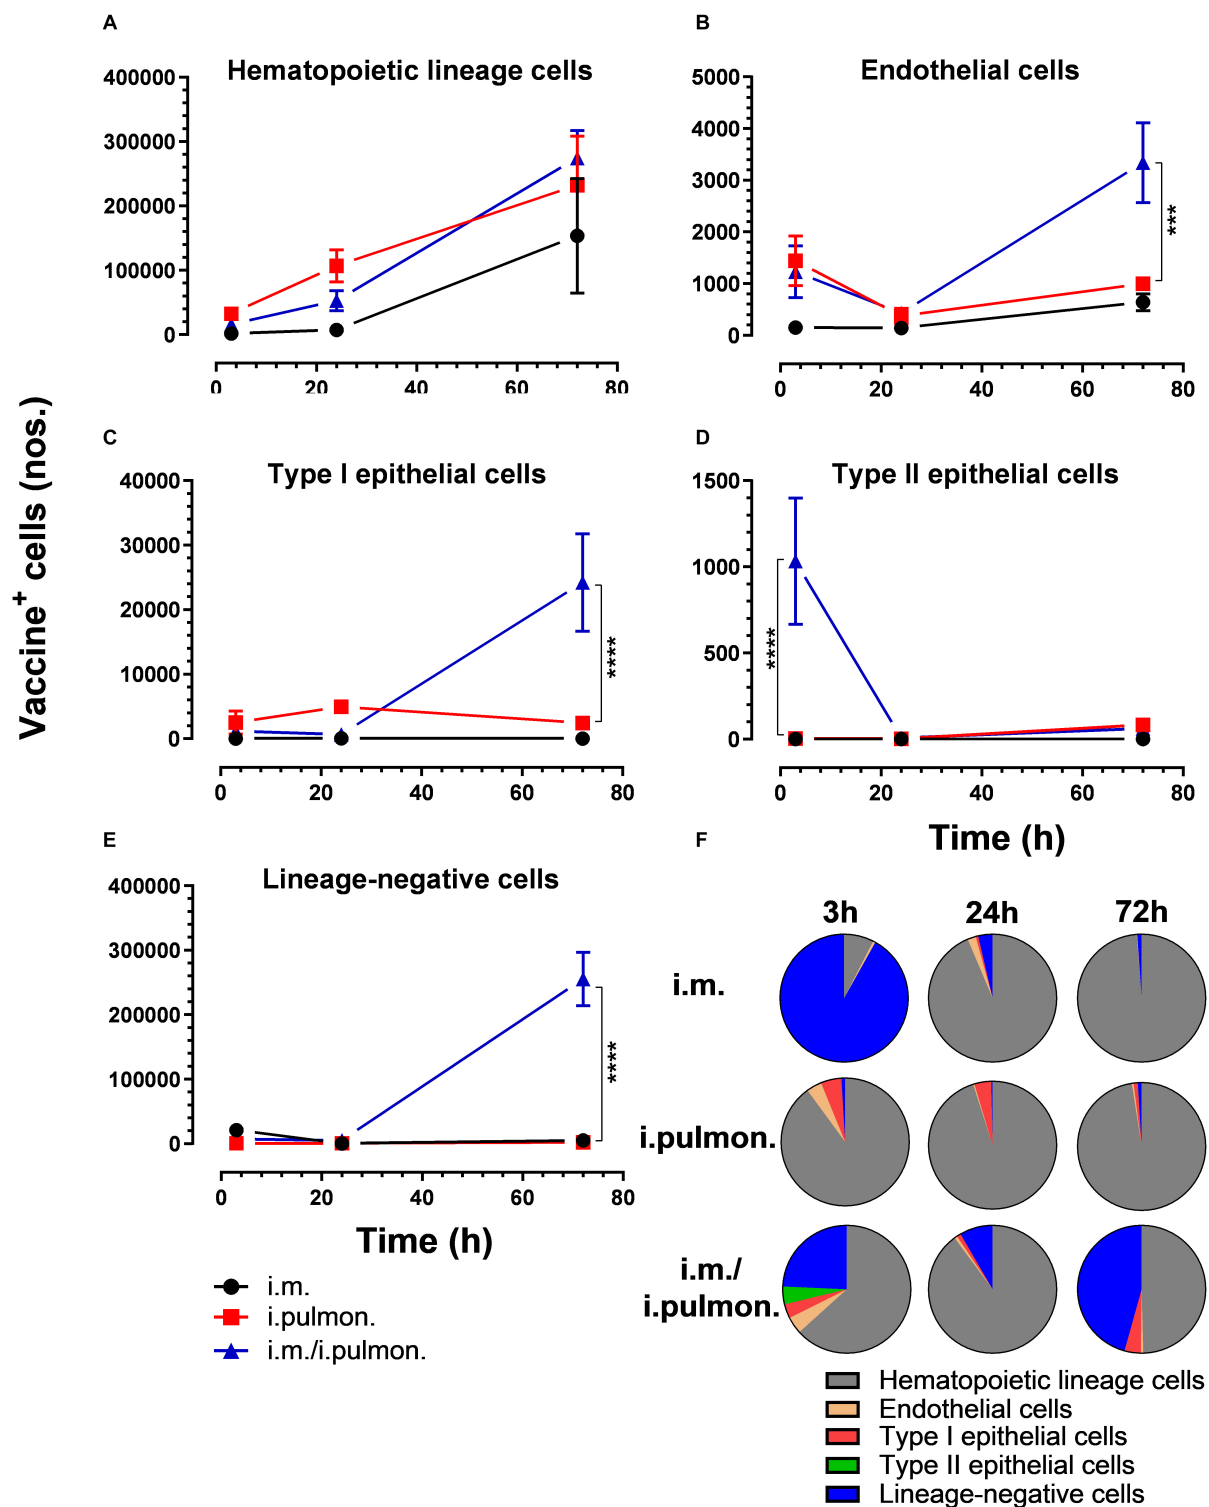 A
Hematopoietic lineage cells
400000
300000
200000
100000
0
0 20 40 60 80
B
Endothelial cells
5000
4000
3000
2000
1000
0
***
0 20 40 60 80
Vaccine+ cells (nos.)
C
Type I epithelial cells
40000
30000
20000
10000
0
****
0 20 40 60 80
D
Type II epithelial cells
1500
1000
500
0
****
0 20 40 60 80
Time (h)
E
Lineage-negative cells
400000
300000
200000
100000
0
****
0 20 40 60 80
Time (h)
i.m.
i.pulmon.
i.m./i.pulmon.
F
3h 24h 72h
i.m.
i.pulmon.
i.m./
i.pulmon.
Hematopoietic lineage cells
Endothelial cells
Type I epithelial cells
Type II epithelial cells
Lineage-negative cells